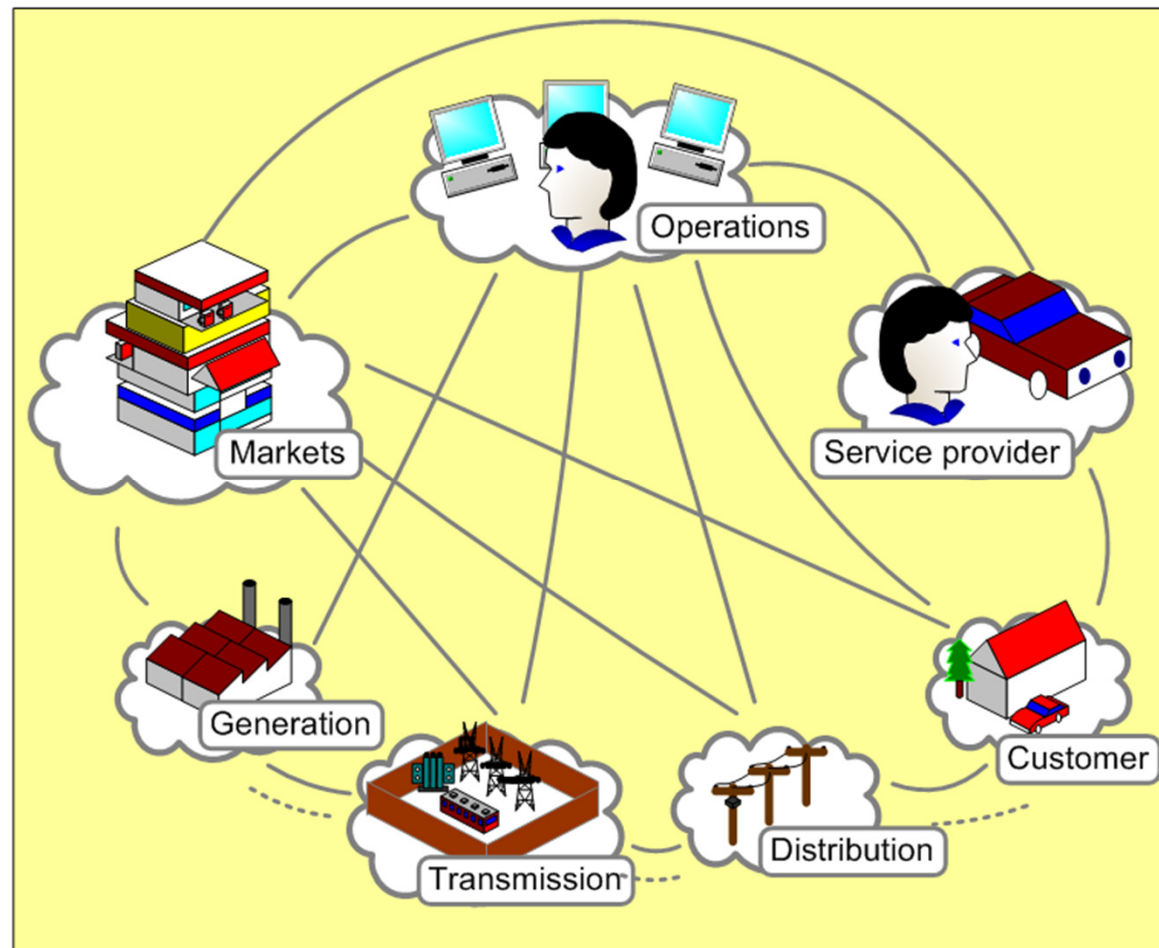 Operations
Service provider
Markets
Generation
Customer
Distribution
Transmission